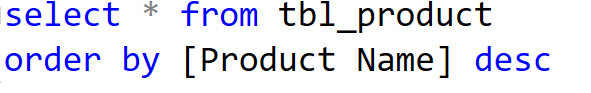 select * from tbl_product
order by [Product Name] desc